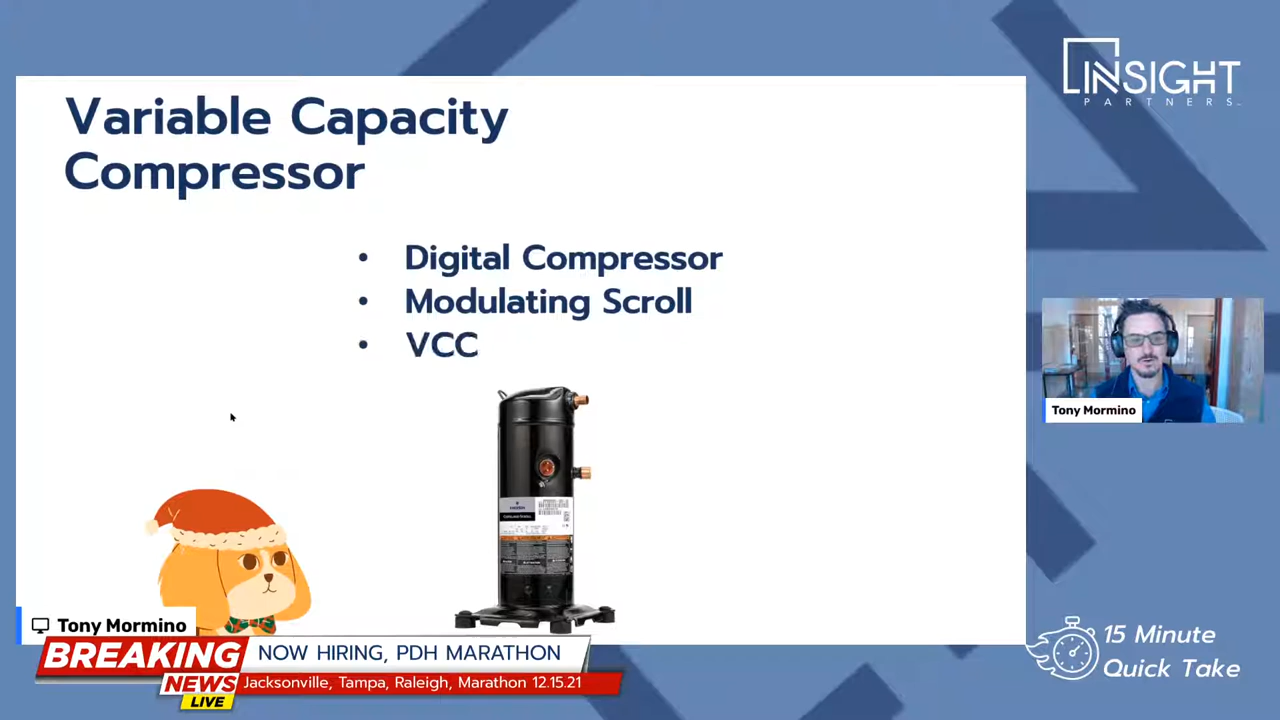 INSIGHT
PARTNERS
Variable Capacity
Compressor
• Digital Compressor
• Modulating Scroll
• VCC
Tony Mormino
Tony Mormino
BREAKING
NEWS
LIVE
NOW HIRING, PDH MARATHON
Jacksonville, Tampa, Raleigh, Marathon 12.15.21
15 Minute
Quick Take